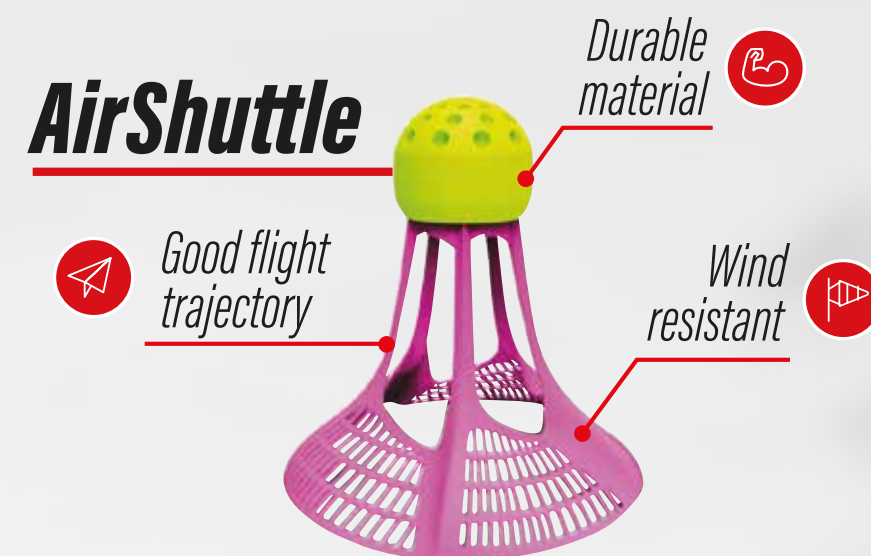 AirShuttle
Durable
material
Good flight
trajectory
Wind
resistant